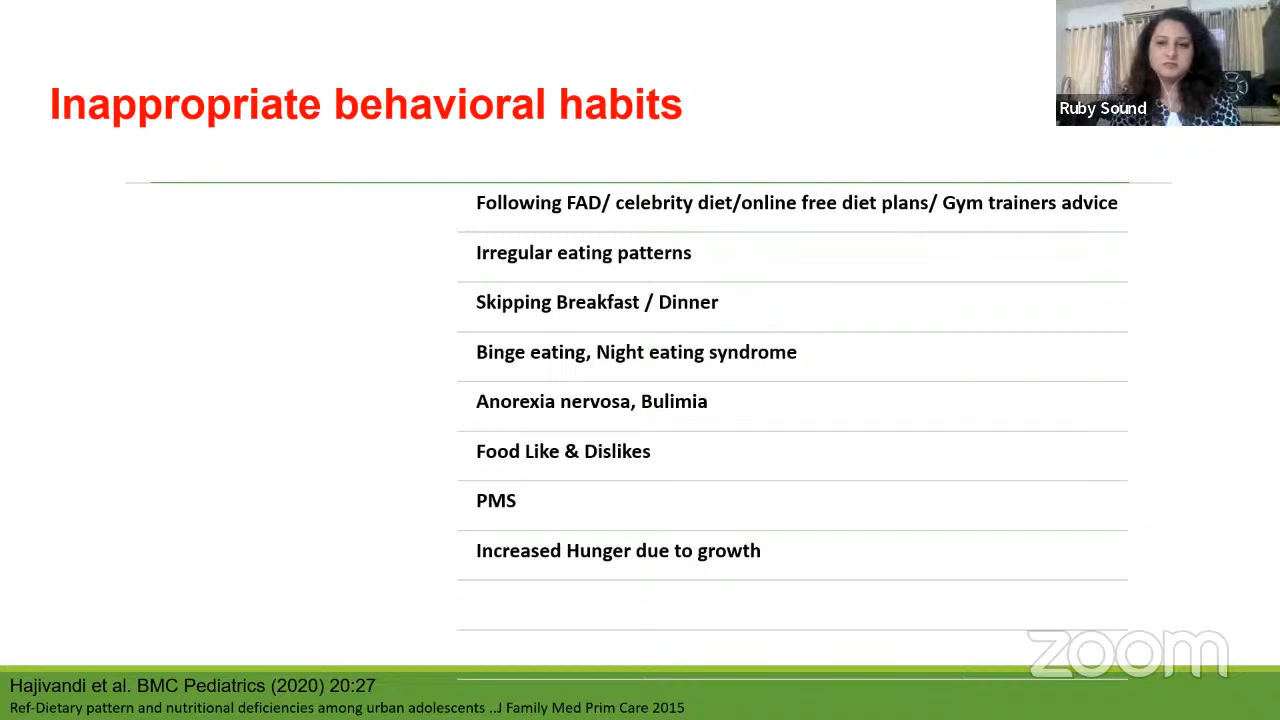 Inappropriate behavioral habits
Ruby Sound
Following FAD/ celebrity diet/online free diet plans/ Gym trainers advice
Irregular eating patterns
Skipping Breakfast / Dinner
Binge eating, Night eating syndrome
Anorexia nervosa, Bulimia
Food Like & Dislikes
PMS
Increased Hunger due to growth
zoom
Hajivandi et al. BMC Pediatrics (2020) 20:27
Ref-Dietary pattern and nutritional deficiencies among urban adolescents ..J Family Med Prim Care 2015